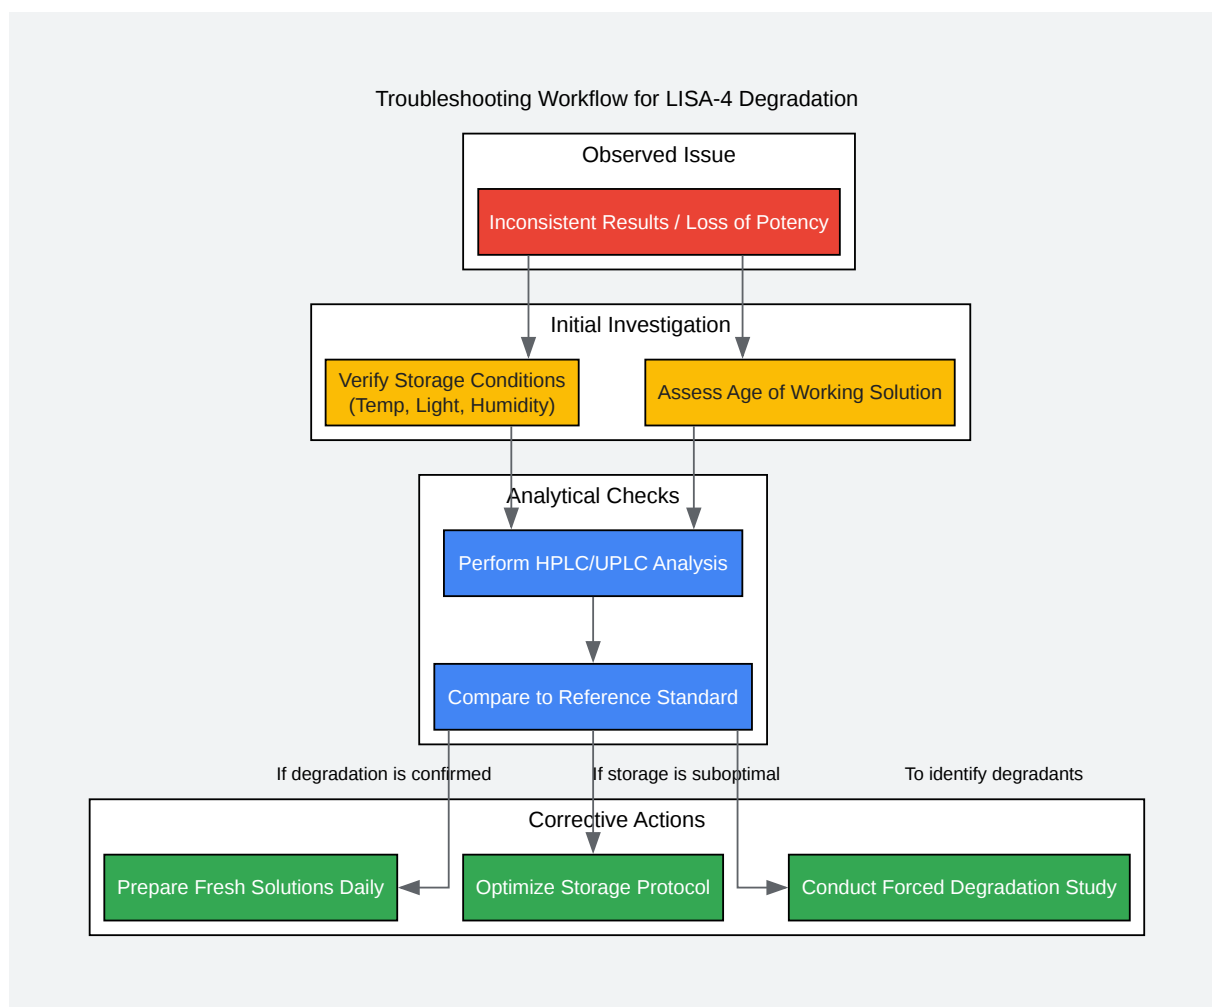 Troubleshooting Workflow for LISA-4 Degradation
Observed Issue
Inconsistent Results / Loss of Potency
Initial Investigation
Verify Storage Conditions
(Temp, Light, Humidity)
Assess Age of Working Solution
Analytical Checks
Perform HPLC/UPLC Analysis
Compare to Reference Standard
If degradation is confirmed
If storage is suboptimal
To identify degradants
Corrective Actions
Prepare Fresh Solutions Daily
Optimize Storage Protocol
Conduct Forced Degradation Study